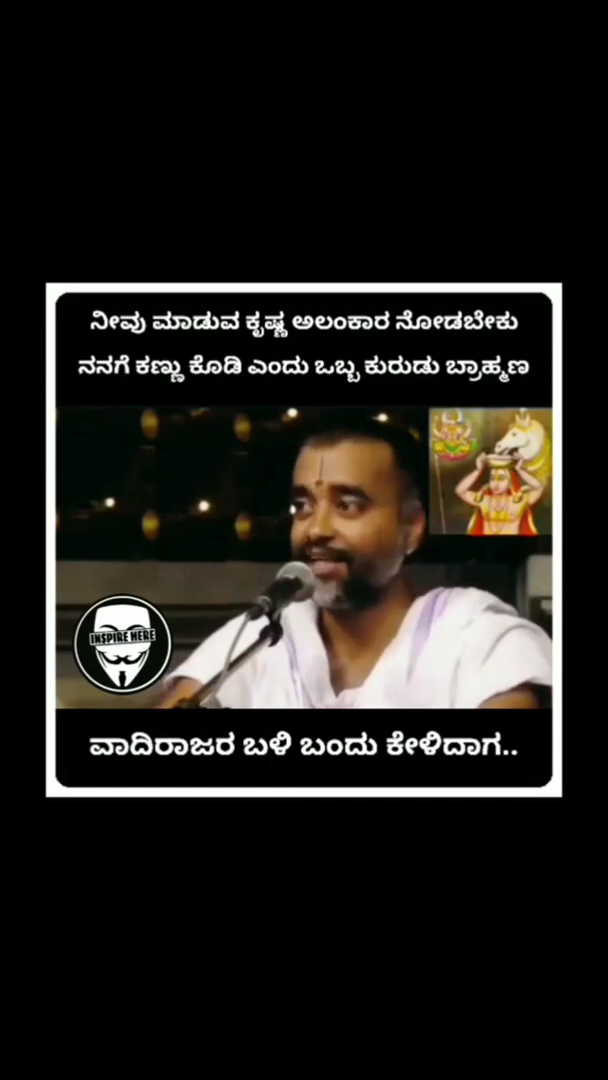 ನೀವು ಮಾಡುವ ಕೃಷ್ಣ ಅಲಂಕಾರ ನೋಡಬೇಕು
ನನಗೆ ಕಣ್ಣು ಕೊಡಿ ಎಂದು ಒಬ್ಬ ಕುರುಡು ಬ್ರಾಹ್ಮಣ
INSPIRE HERE
ವಾದಿರಾಜರ ಬಳಿ ಬಂದು ಕೇಳಿದಾಗ..